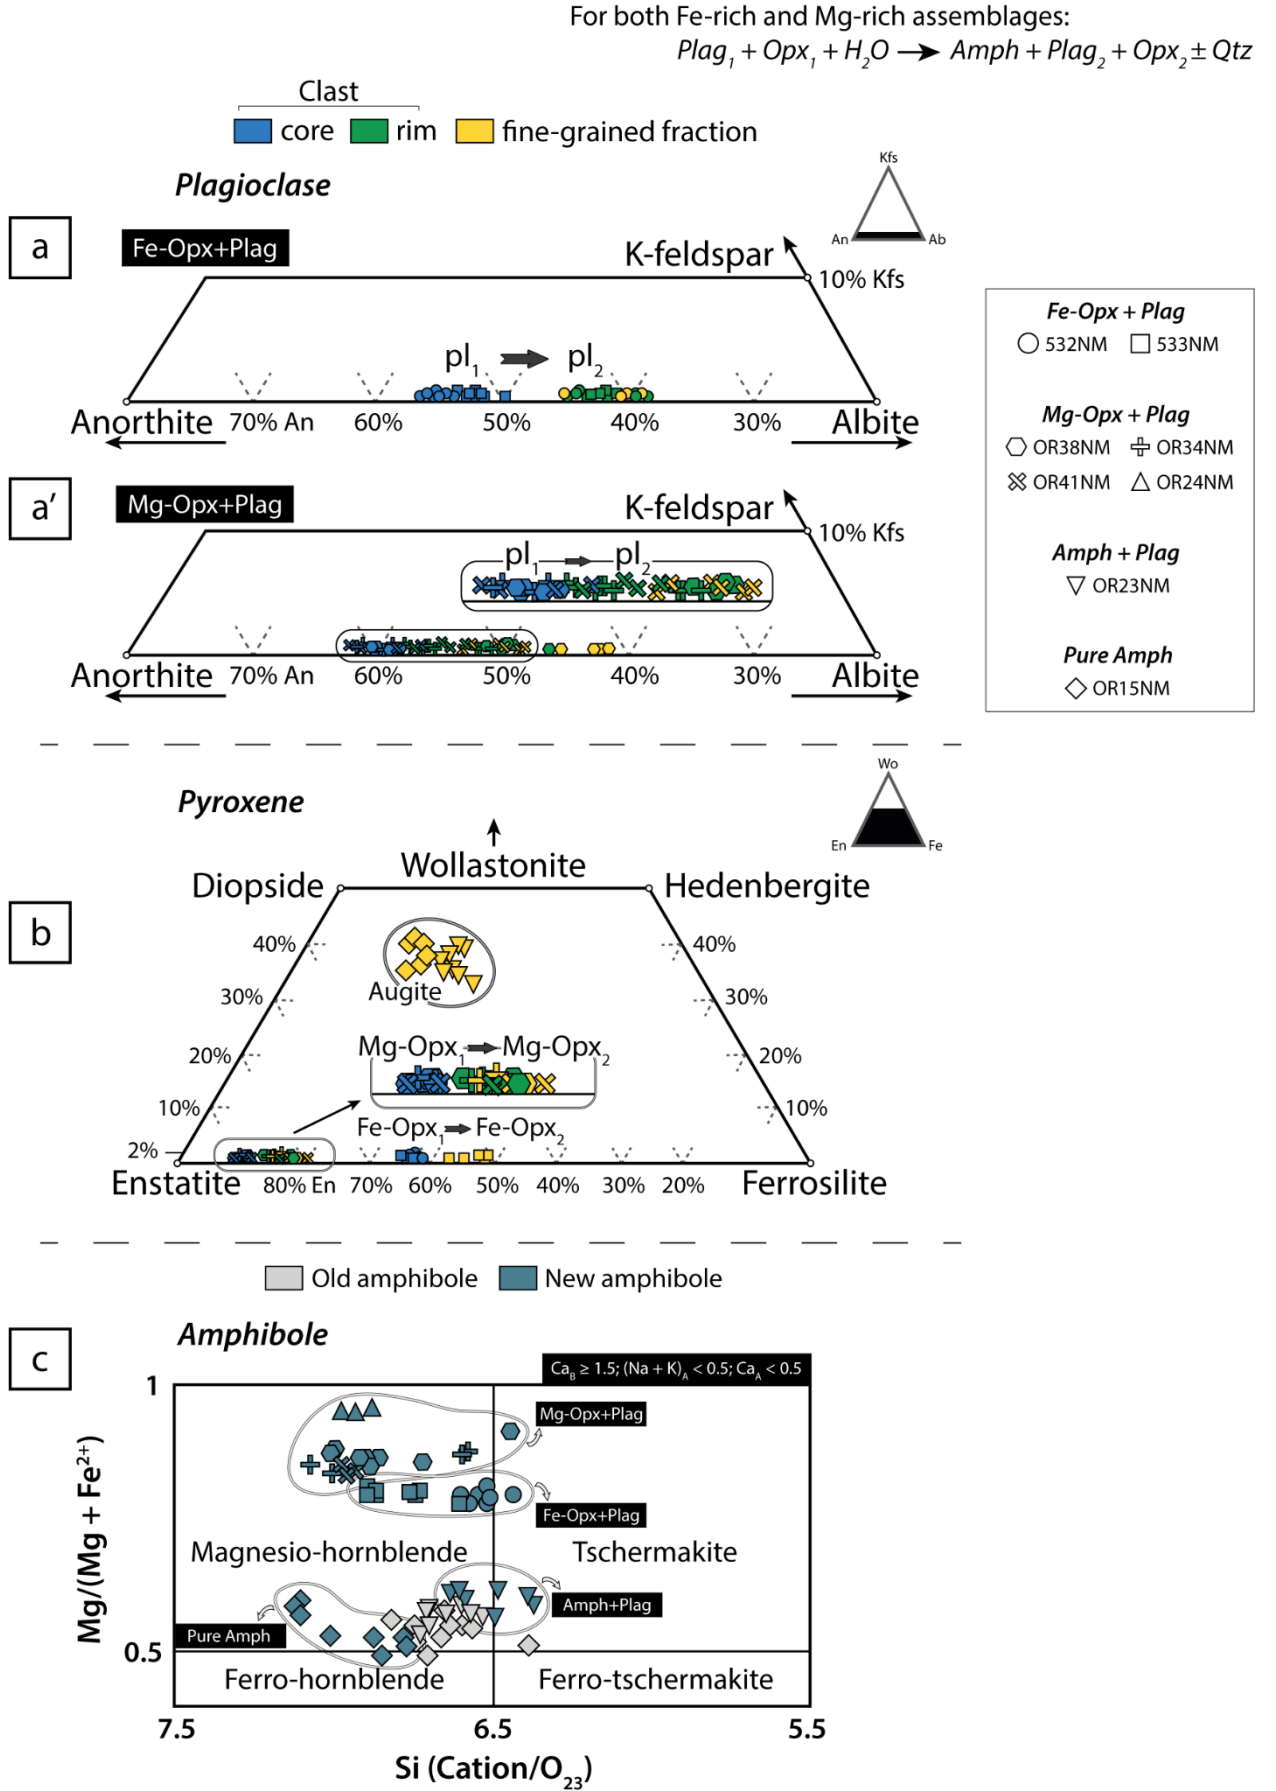 For both Fe-rich and Mg-rich assemblages:
Plag₁ + Opx₁ + H₂O → Amph + Plag₂ + Opx₂ ± Qtz
Clast
core rim fine-grained fraction
Plagioclase
Kfs
An Ab
a
Fe-Opx+Plag
K-feldspar
10% Kfs
pl₁ pl₂
Anorthite 70% An 60% 50% 40% 30% Albite
a′
Mg-Opx+Plag
K-feldspar
10% Kfs
pl₁ pl₂
Anorthite 70% An 60% 50% 40% 30% Albite
Fe-Opx + Plag
532NM 533NM
Mg-Opx + Plag
OR38NM OR34NM
OR41NM OR24NM
Amph + Plag
OR23NM
Pure Amph
OR15NM
Pyroxene
Wo
En Fe
b
Wollastonite
Diopside Hedenbergite
40% 40%
Augite
30% 30%
Mg-Opx₁ Mg-Opx₂
20% 20%
10% 10%
Fe-Opx₁ Fe-Opx₂
2%
Enstatite 80% En 70% 60% 50% 40% 30% 20% Ferrosilite
Old amphibole New amphibole
Amphibole
c
Ca_B ≥ 1.5; (Na + K)_A < 0.5; Ca_A < 0.5
1
Mg-Opx+Plag
Fe-Opx+Plag
Magnesio-hornblende Tschermakite
Amph+Plag
Pure Amph
0.5
Ferro-hornblende Ferro-tschermakite
Mg/(Mg + Fe²⁺)
7.5 6.5 5.5
Si (Cation/O₂₃)